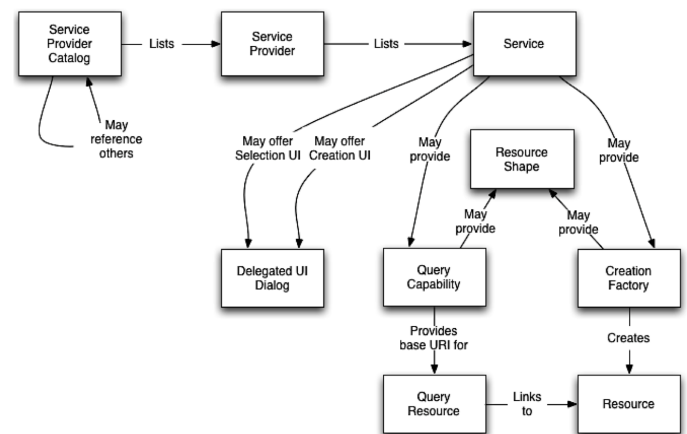 Service
Provider
Catalog
Lists
Service
Provider
Lists
Service
May
reference
others
May offer
Selection UI
May offer
Creation UI
May
provide
Resource
Shape
May
provide
May
provide
May
provide
Delegated UI
Dialog
Query
Capability
Creation
Factory
Provides
base URI for
Creates
Query
Resource
Links
to
Resource